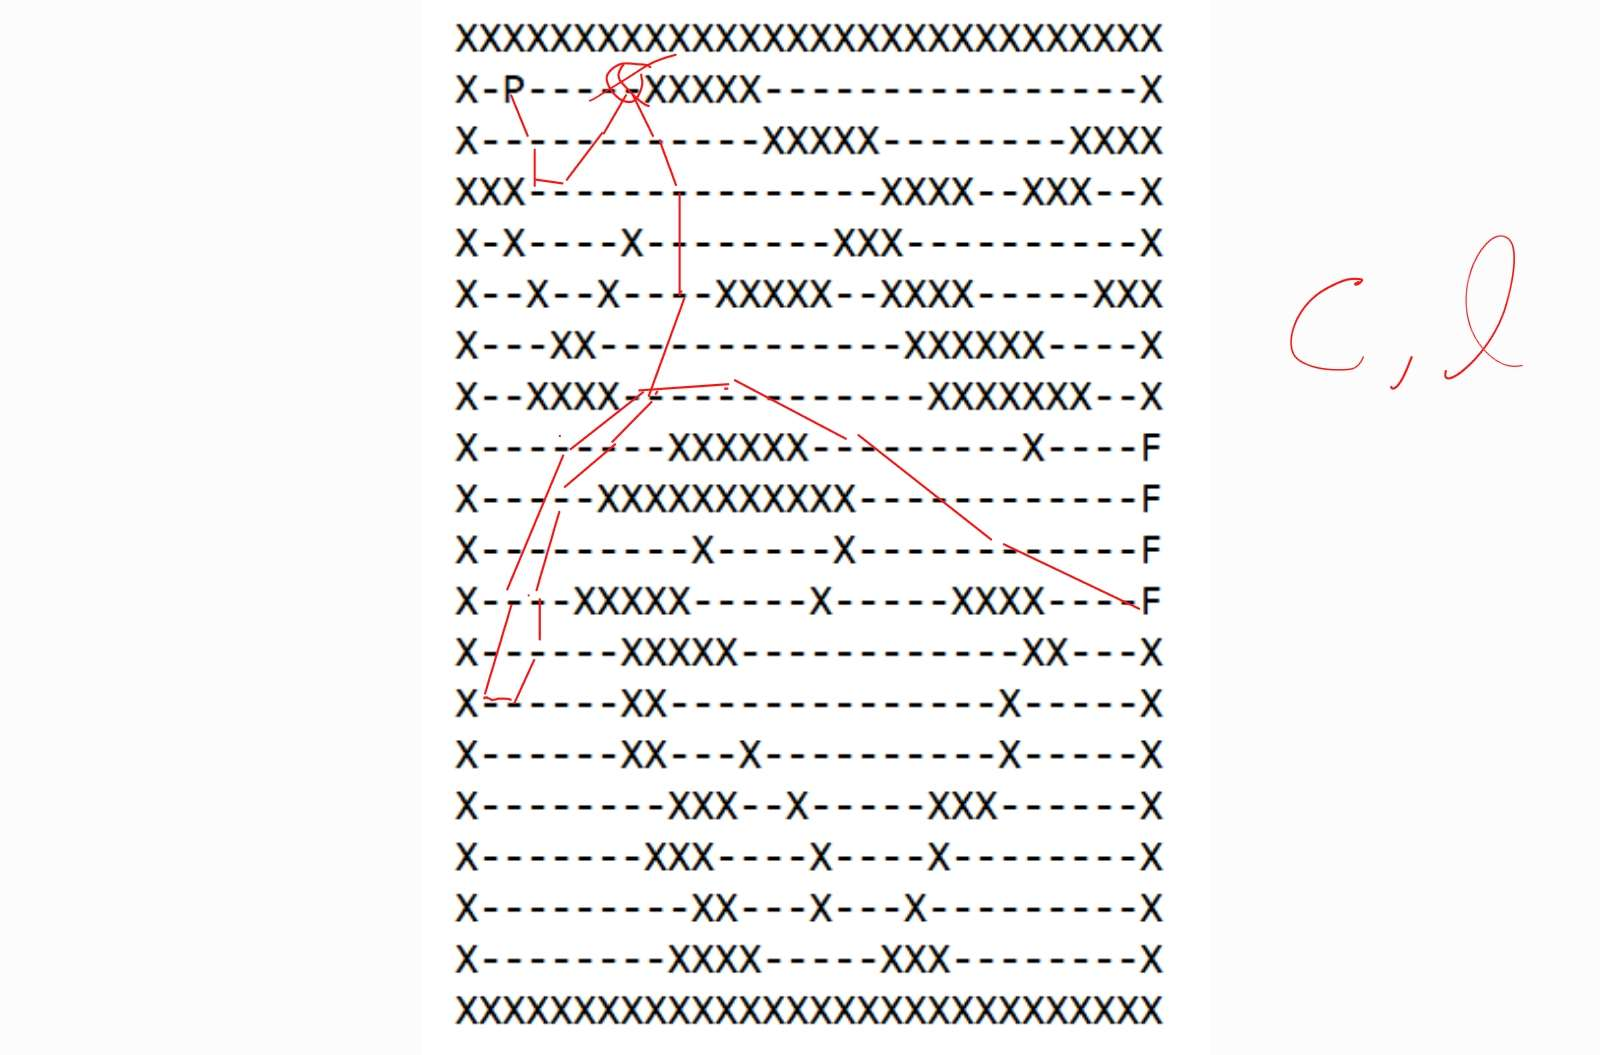 XXXXXXXXXXXXXXXXXXXXXXXXXXXXXX
X-P-----XXXXX----------------X
X------------XXXXX--------XXXX
XXX---------------XXXX--XXX--X
X-X----X--------XXX----------X
X--X--X----XXXXX--XXXX-----XXX
X---XX-------------XXXXXX----X
X--XXXX-------------XXXXXXX--X
X--------XXXXXX---------X----F
X-----XXXXXXXXXXX------------F
X---------X-----X------------F
X----XXXXX-----X-----XXXX----F
X------XXXXX------------XX---X
X------XX--------------X-----X
X------XX---X----------X-----X
X--------XXX--X-----XXX------X
X-------XXX----X----X--------X
X---------XX---X---X---------X
X--------XXXX-----XXX--------X
XXXXXXXXXXXXXXXXXXXXXXXXXXXXXX
C, l